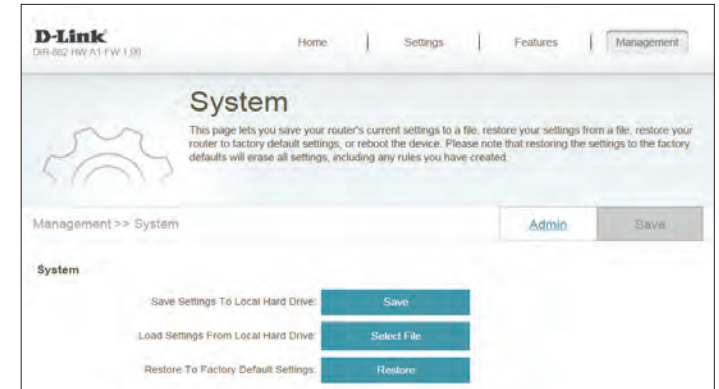 D-Link
DIR-882 HW:A1 FW:1.00
Home | Settings | Features | Management
System
This page lets you save your router's current settings to a file, restore your settings from a file, restore your
router to factory default settings, or reboot the device. Please note that restoring the settings to the factory
defaults will erase all settings, including any rules you have created.
Management >> System
Admin
Save
System
Save Settings To Local Hard Drive: Save
Load Settings From Local Hard Drive: Select File
Restore To Factory Default Settings: Restore